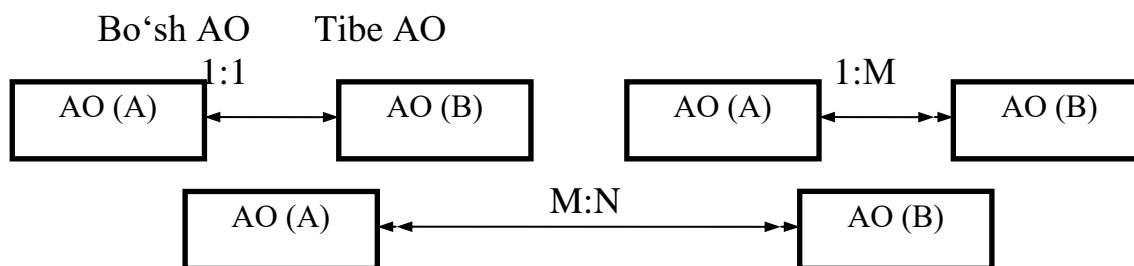 Bo‘sh AO Tibe AO
1:1 1:M
AO (A) AO (B) AO (A) AO (B)
M:N
AO (A) AO (B)